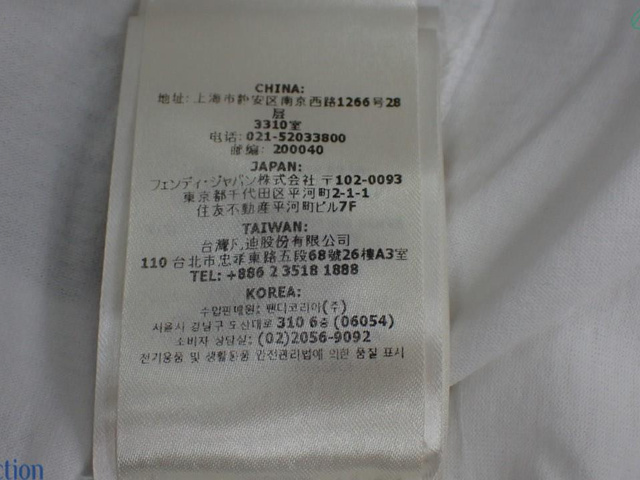 CHINA:
地址: 上海市静安区南京西路1266号28
层
3310室
电话: 021-52033800
邮编: 200040
JAPAN:
フェンディ・ジャパン株式会社 〒102-0093
東京都千代田区平河町2-1-1
住友不動産平河町ビル7F
TAIWAN:
台灣凡迪股份有限公司
110 台北市忠孝東路五段68號26樓A3室
TEL: +886 2 3518 1888
KOREA:
수입판매원: 펜디코리아(주)
서울시 강남구 도산대로 310 6층 (06054)
소비자 상담실: (02)2056-9092
전기용품 및 생활용품 안전관리법에 의한 품질 표시
ction